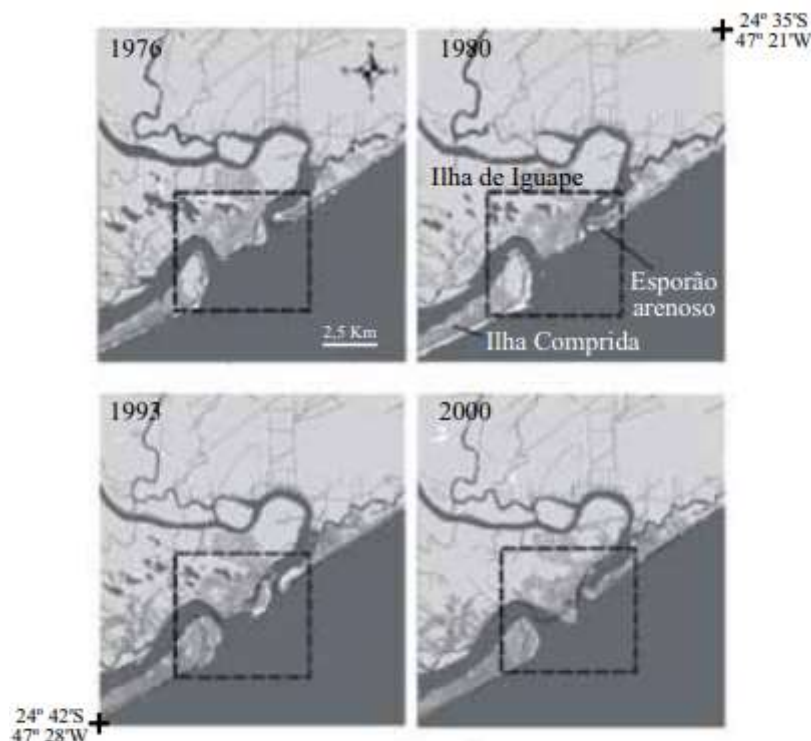 24° 35'S
47° 21'W
1976
1980
Ilha de Iguape
Esporão
arenoso
2,5 Km
Ilha Comprida
1993
2000
24° 42'S
47° 28'W